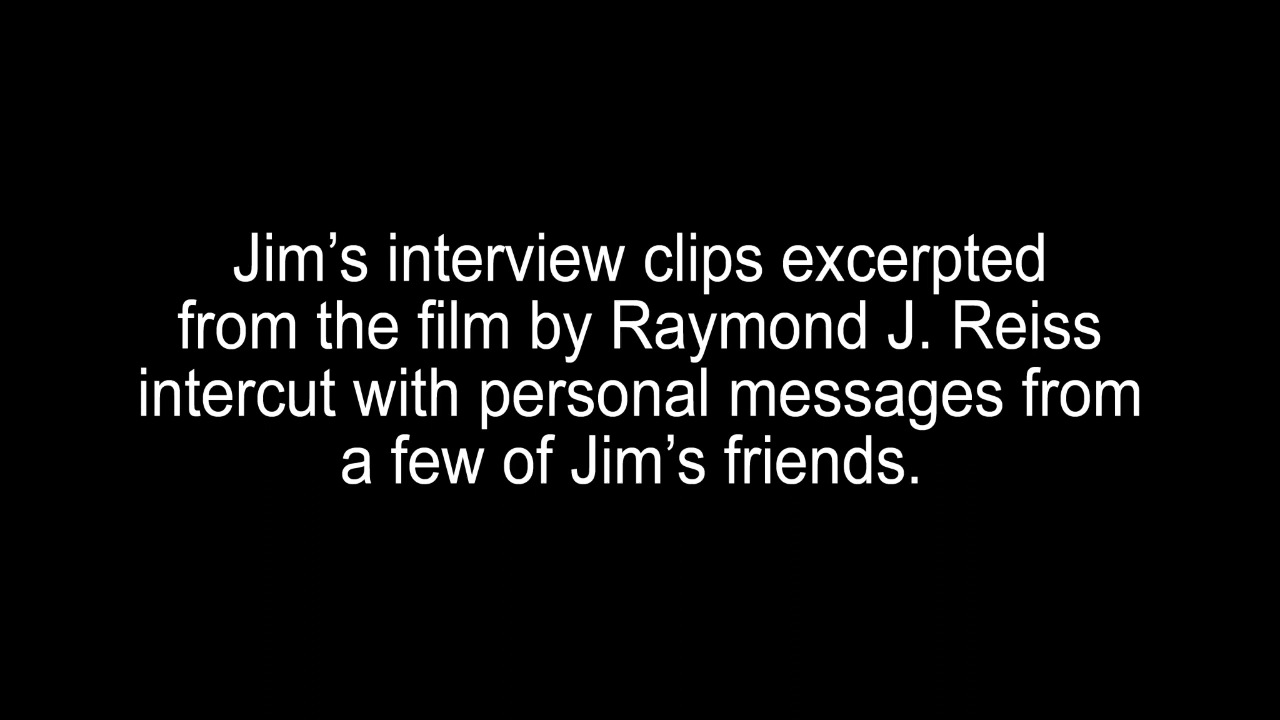 Jim’s interview clips excerpted
from the film by Raymond J. Reiss
intercut with personal messages from
a few of Jim’s friends.